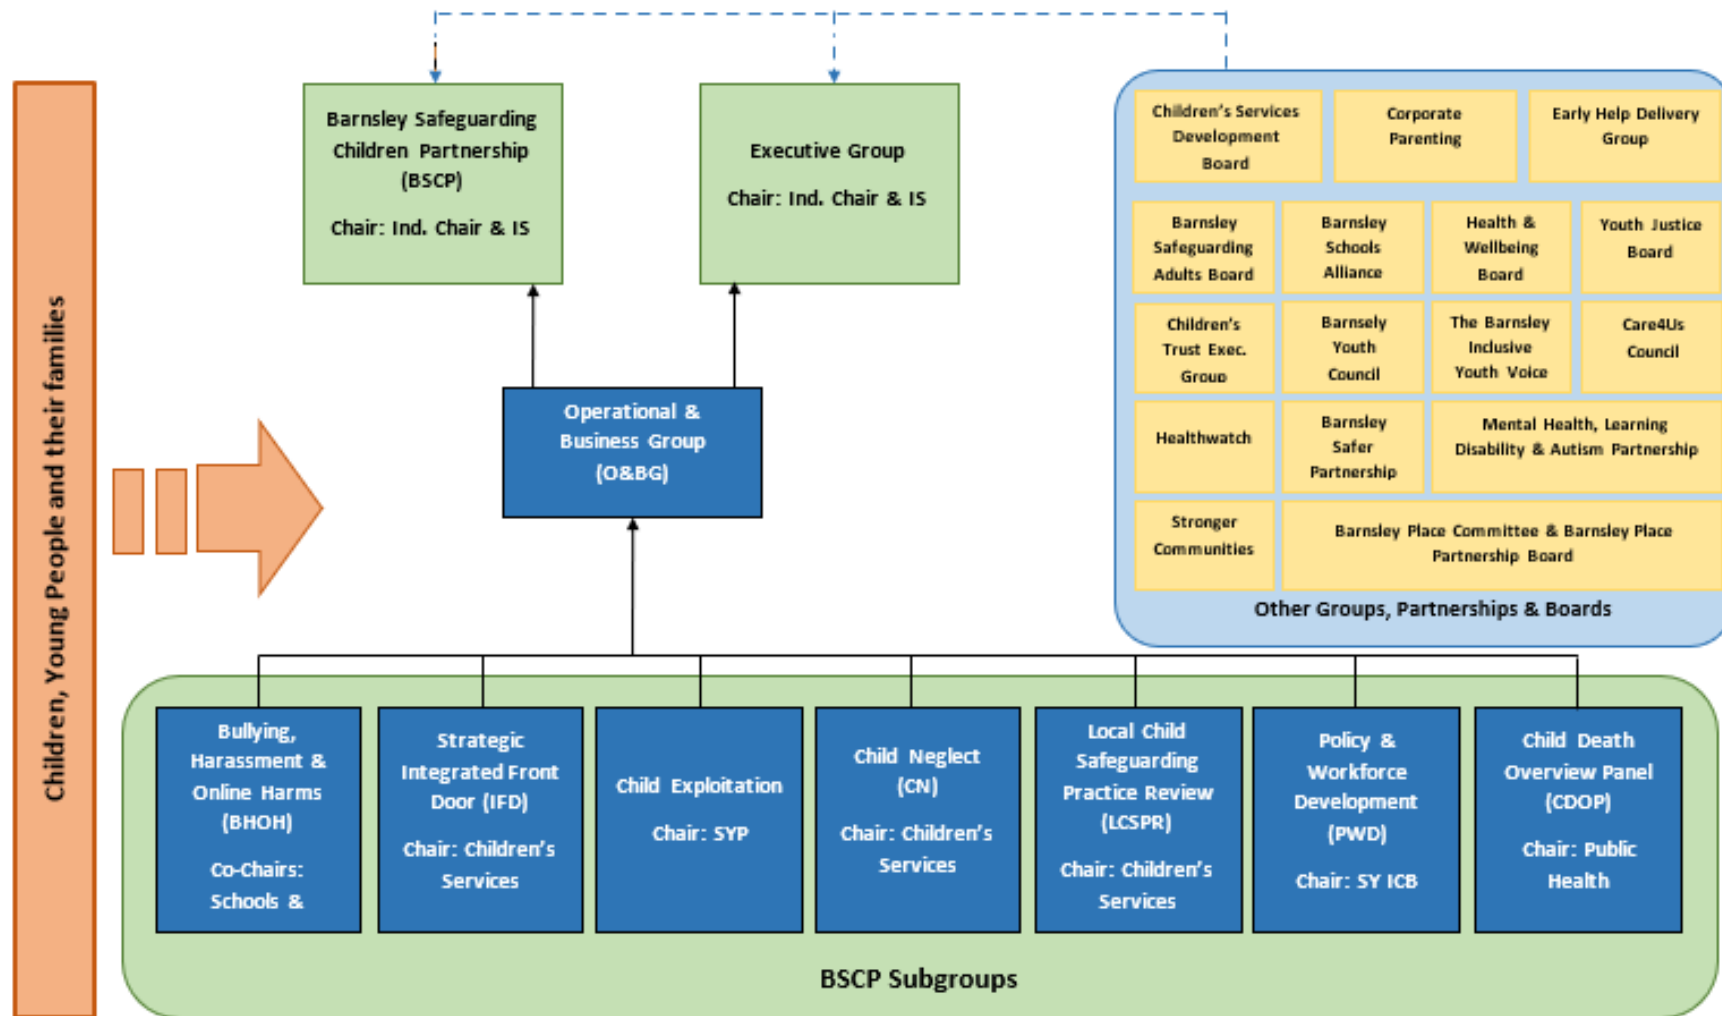 Children, Young People and their families
Barnsley Safeguarding
Children Partnership
(BSCP)
Chair: Ind. Chair & IS
Executive Group
Chair: Ind. Chair & IS
Operational &
Business Group
(O&BG)
Children's Services
Development
Board
Corporate
Parenting
Early Help Delivery
Group
Barnsley
Safeguarding
Adults Board
Barnsley
Schools
Alliance
Health &
Wellbeing
Board
Youth Justice
Board
Children's
Trust Exec.
Group
Barnsely
Youth
Council
The Barnsley
Inclusive
Youth Voice
Care4Us
Council
Healthwatch
Barnsley
Safer
Partnership
Mental Health, Learning
Disability & Autism Partnership
Stronger
Communities
Barnsley Place Committee & Barnsley Place
Partnership Board
Other Groups, Partnerships & Boards
Bullying,
Harassment &
Online Harms
(BHOH)
Co-Chairs:
Schools &
Strategic
Integrated Front
Door (IFD)
Chair: Children's
Services
Child Exploitation
Chair: SYP
Child Neglect
(CN)
Chair: Children's
Services
Local Child
Safeguarding
Practice Review
(LCSPR)
Chair: Children's
Services
Policy &
Workforce
Development
(PWD)
Chair: SY ICB
Child Death
Overview Panel
(CDOP)
Chair: Public
Health
BSCP Subgroups